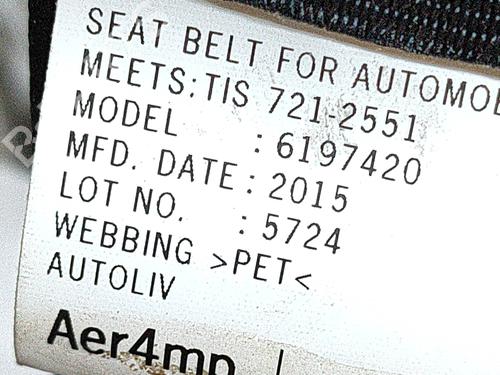 SEAT BELT FOR
MEETS:TIS 721-2551
MODEL : 6197420
MFD. DATE : 2015
LOT NO. : 5724
WEBBING >PET<
AUTOLIV
Aer4mp